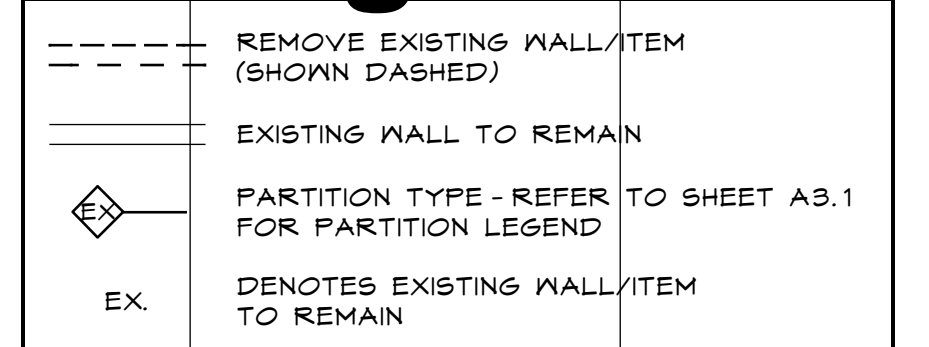 REMOVE EXISTING WALL/ITEM
(SHOWN DASHED)
EXISTING WALL TO REMAIN
EX
PARTITION TYPE - REFER TO SHEET A3.1
FOR PARTITION LEGEND
EX.
DENOTES EXISTING WALL/ITEM
TO REMAIN